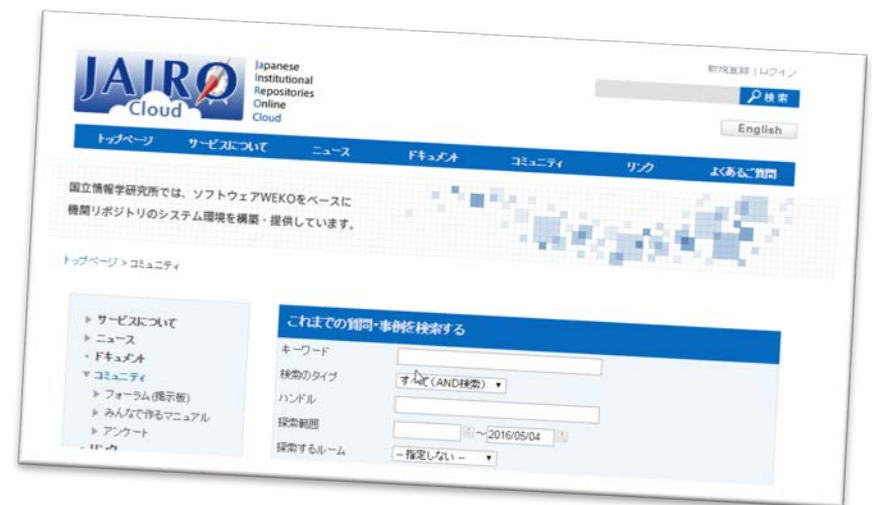 JAIRO
Cloud
Japanese
Institutional
Repositories
Online
Cloud
新規登録 | ログイン
検索
English
トップページ サービスについて ニュース ドキュメント コミュニティ リンク よくあるご質問
国立情報学研究所では、ソフトウェアWEKOをベースに
機関リポジトリのシステム環境を構築・提供しています。
トップページ > コミュニティ
サービスについて
ニュース
ドキュメント
コミュニティ
フォーラム(掲示板)
みんなで作るマニュアル
アンケート
リンク
これまでの質問・事例を検索する
キーワード
検索のタイプ すべて(AND検索)
ハンドル
探索範囲 ～ 2016/05/04
探索するルーム -- 指定しない --